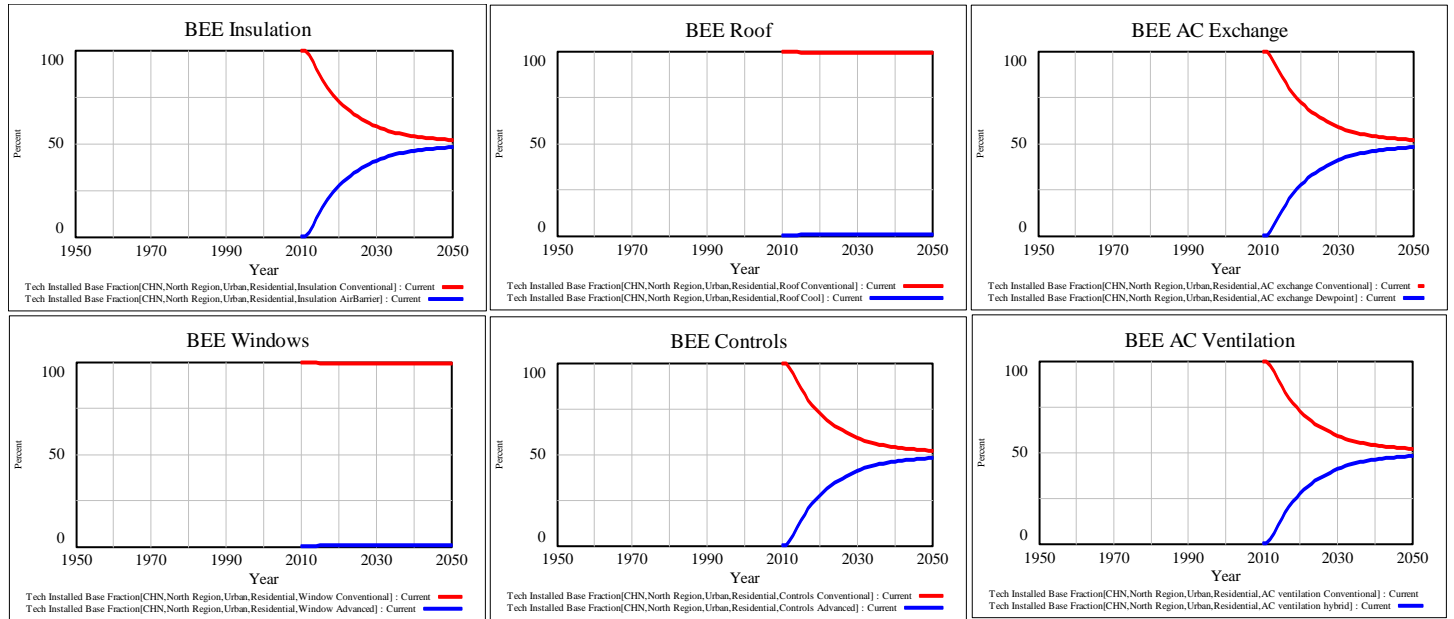 BEE Insulation
100
50
0
Percent
1950 1970 1990 2010 2030 2050
Year
Tech Installed Base Fraction[CHN,North Region,Urban,Residential,Insulation Conventional] : Current
Tech Installed Base Fraction[CHN,North Region,Urban,Residential,Insulation AirBarrier] : Current
BEE Roof
100
50
0
Percent
1950 1970 1990 2010 2030 2050
Year
Tech Installed Base Fraction[CHN,North Region,Urban,Residential,Roof Conventional] : Current
Tech Installed Base Fraction[CHN,North Region,Urban,Residential,Roof Cool] : Current
BEE AC Exchange
100
50
0
Percent
1950 1970 1990 2010 2030 2050
Year
Tech Installed Base Fraction[CHN,North Region,Urban,Residential,AC exchange Conventional] : Current
Tech Installed Base Fraction[CHN,North Region,Urban,Residential,AC exchange Dewpoint] : Current
BEE Windows
100
50
0
Percent
1950 1970 1990 2010 2030 2050
Year
Tech Installed Base Fraction[CHN,North Region,Urban,Residential,Window Conventional] : Current
Tech Installed Base Fraction[CHN,North Region,Urban,Residential,Window Advanced] : Current
BEE Controls
100
50
0
Percent
1950 1970 1990 2010 2030 2050
Year
Tech Installed Base Fraction[CHN,North Region,Urban,Residential,Controls Conventional] : Current
Tech Installed Base Fraction[CHN,North Region,Urban,Residential,Controls Advanced] : Current
BEE AC Ventilation
100
50
0
Percent
1950 1970 1990 2010 2030 2050
Year
Tech Installed Base Fraction[CHN,North Region,Urban,Residential,AC ventilation Conventional] : Current
Tech Installed Base Fraction[CHN,North Region,Urban,Residential,AC ventilation hybrid] : Current